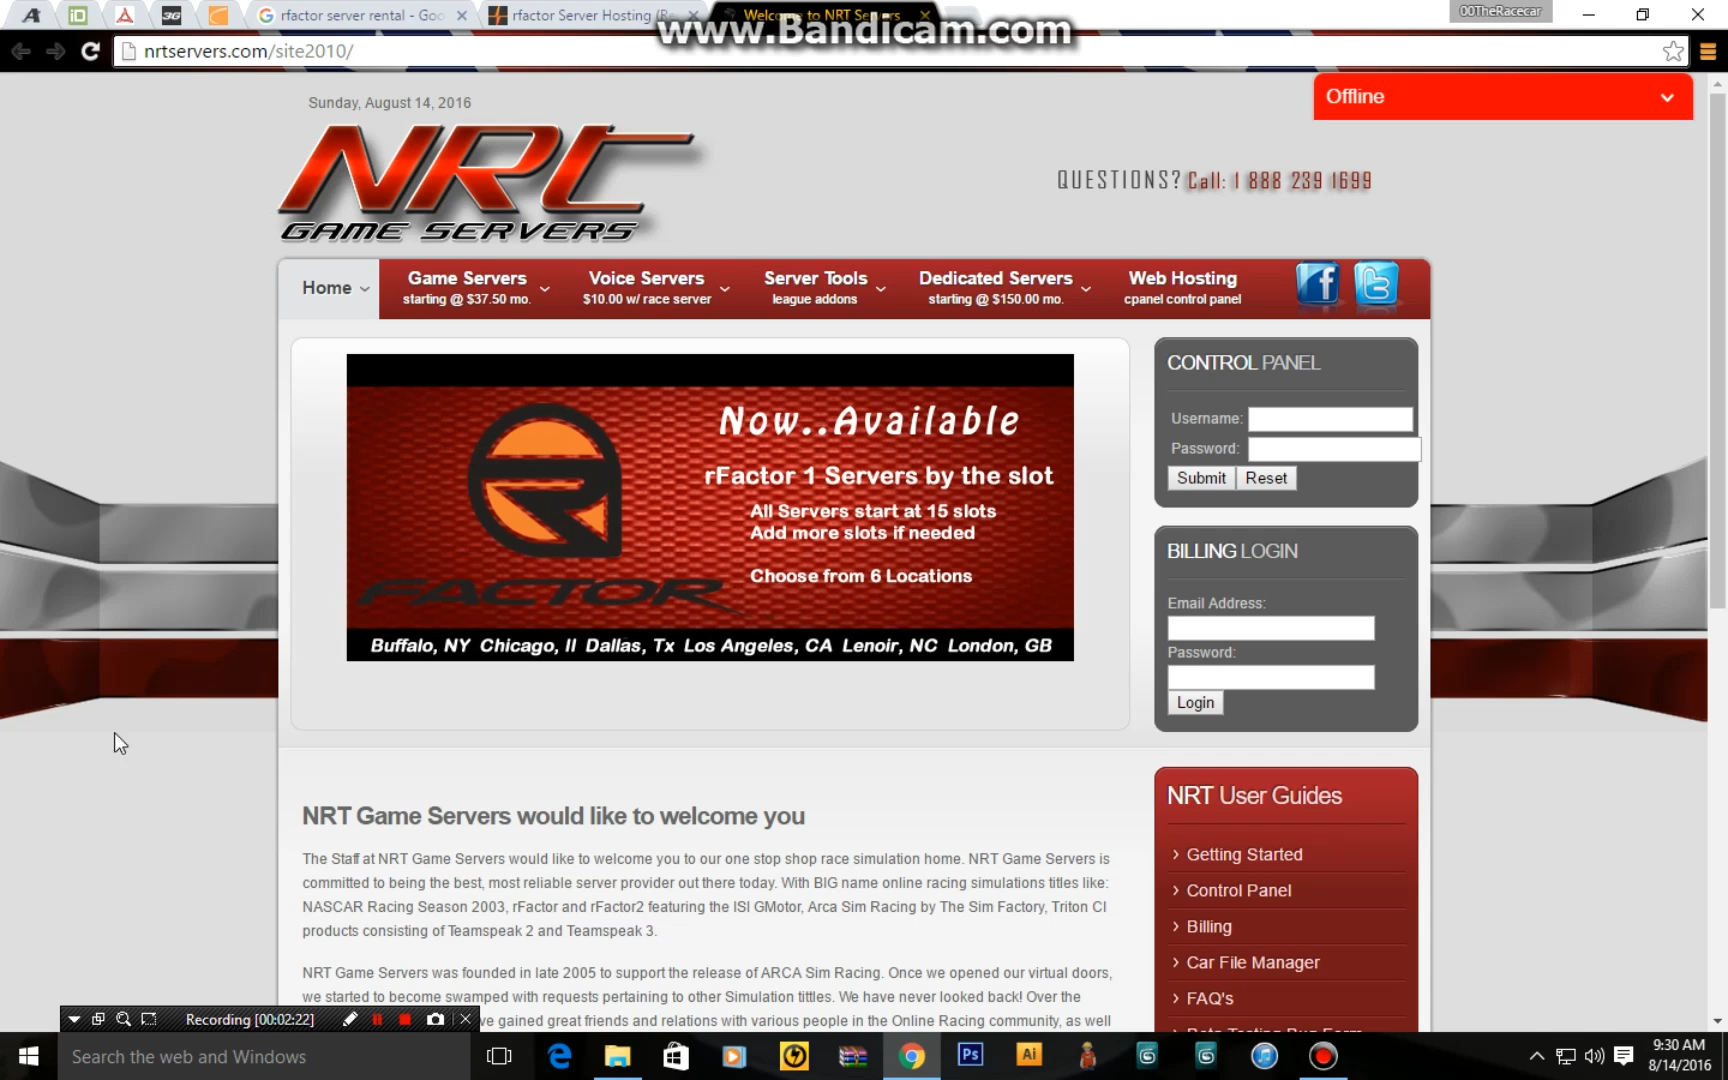 rfactor server rental - Goo
rfactor Server Hosting (Re
Welcome to NRT Servers
00TheRacecar
www.Bandicam.com
nrtservers.com/site2010/
Offline
Sunday, August 14, 2016
NRT
GAME SERVERS
QUESTIONS? Call: 1 888 239 1699
Home
Game Servers
starting @ $37.50 mo.
Voice Servers
$10.00 w/ race server
Server Tools
league addons
Dedicated Servers
starting @ $150.00 mo.
Web Hosting
cpanel control panel
Now..Available
rFactor 1 Servers by the slot
All Servers start at 15 slots
Add more slots if needed
Choose from 6 Locations
FACTOR
Buffalo, NY Chicago, Il Dallas, Tx Los Angeles, CA Lenoir, NC London, GB
CONTROL PANEL
Username:
Password:
Submit Reset
BILLING LOGIN
Email Address:
Password:
Login
NRT Game Servers would like to welcome you
The Staff at NRT Game Servers would like to welcome you to our one stop shop race simulation home. NRT Game Servers is
committed to being the best, most reliable server provider out there today. With BIG name online racing simulations titles like:
NASCAR Racing Season 2003, rFactor and rFactor2 featuring the ISI GMotor, Arca Sim Racing by The Sim Factory, Triton CI
products consisting of Teamspeak 2 and Teamspeak 3.
NRT Game Servers was founded in late 2005 to support the release of ARCA Sim Racing. Once we opened our virtual doors,
we started to become swamped with requests pertaining to other Simulation tittles. We have never looked back! Over the
ve gained great friends and relations with various people in the Online Racing community, as well
NRT User Guides
Getting Started
Control Panel
Billing
Car File Manager
FAQ's
Recording [00:02:22]
Search the web and Windows
Ps
Ai
9:30 AM
8/14/2016